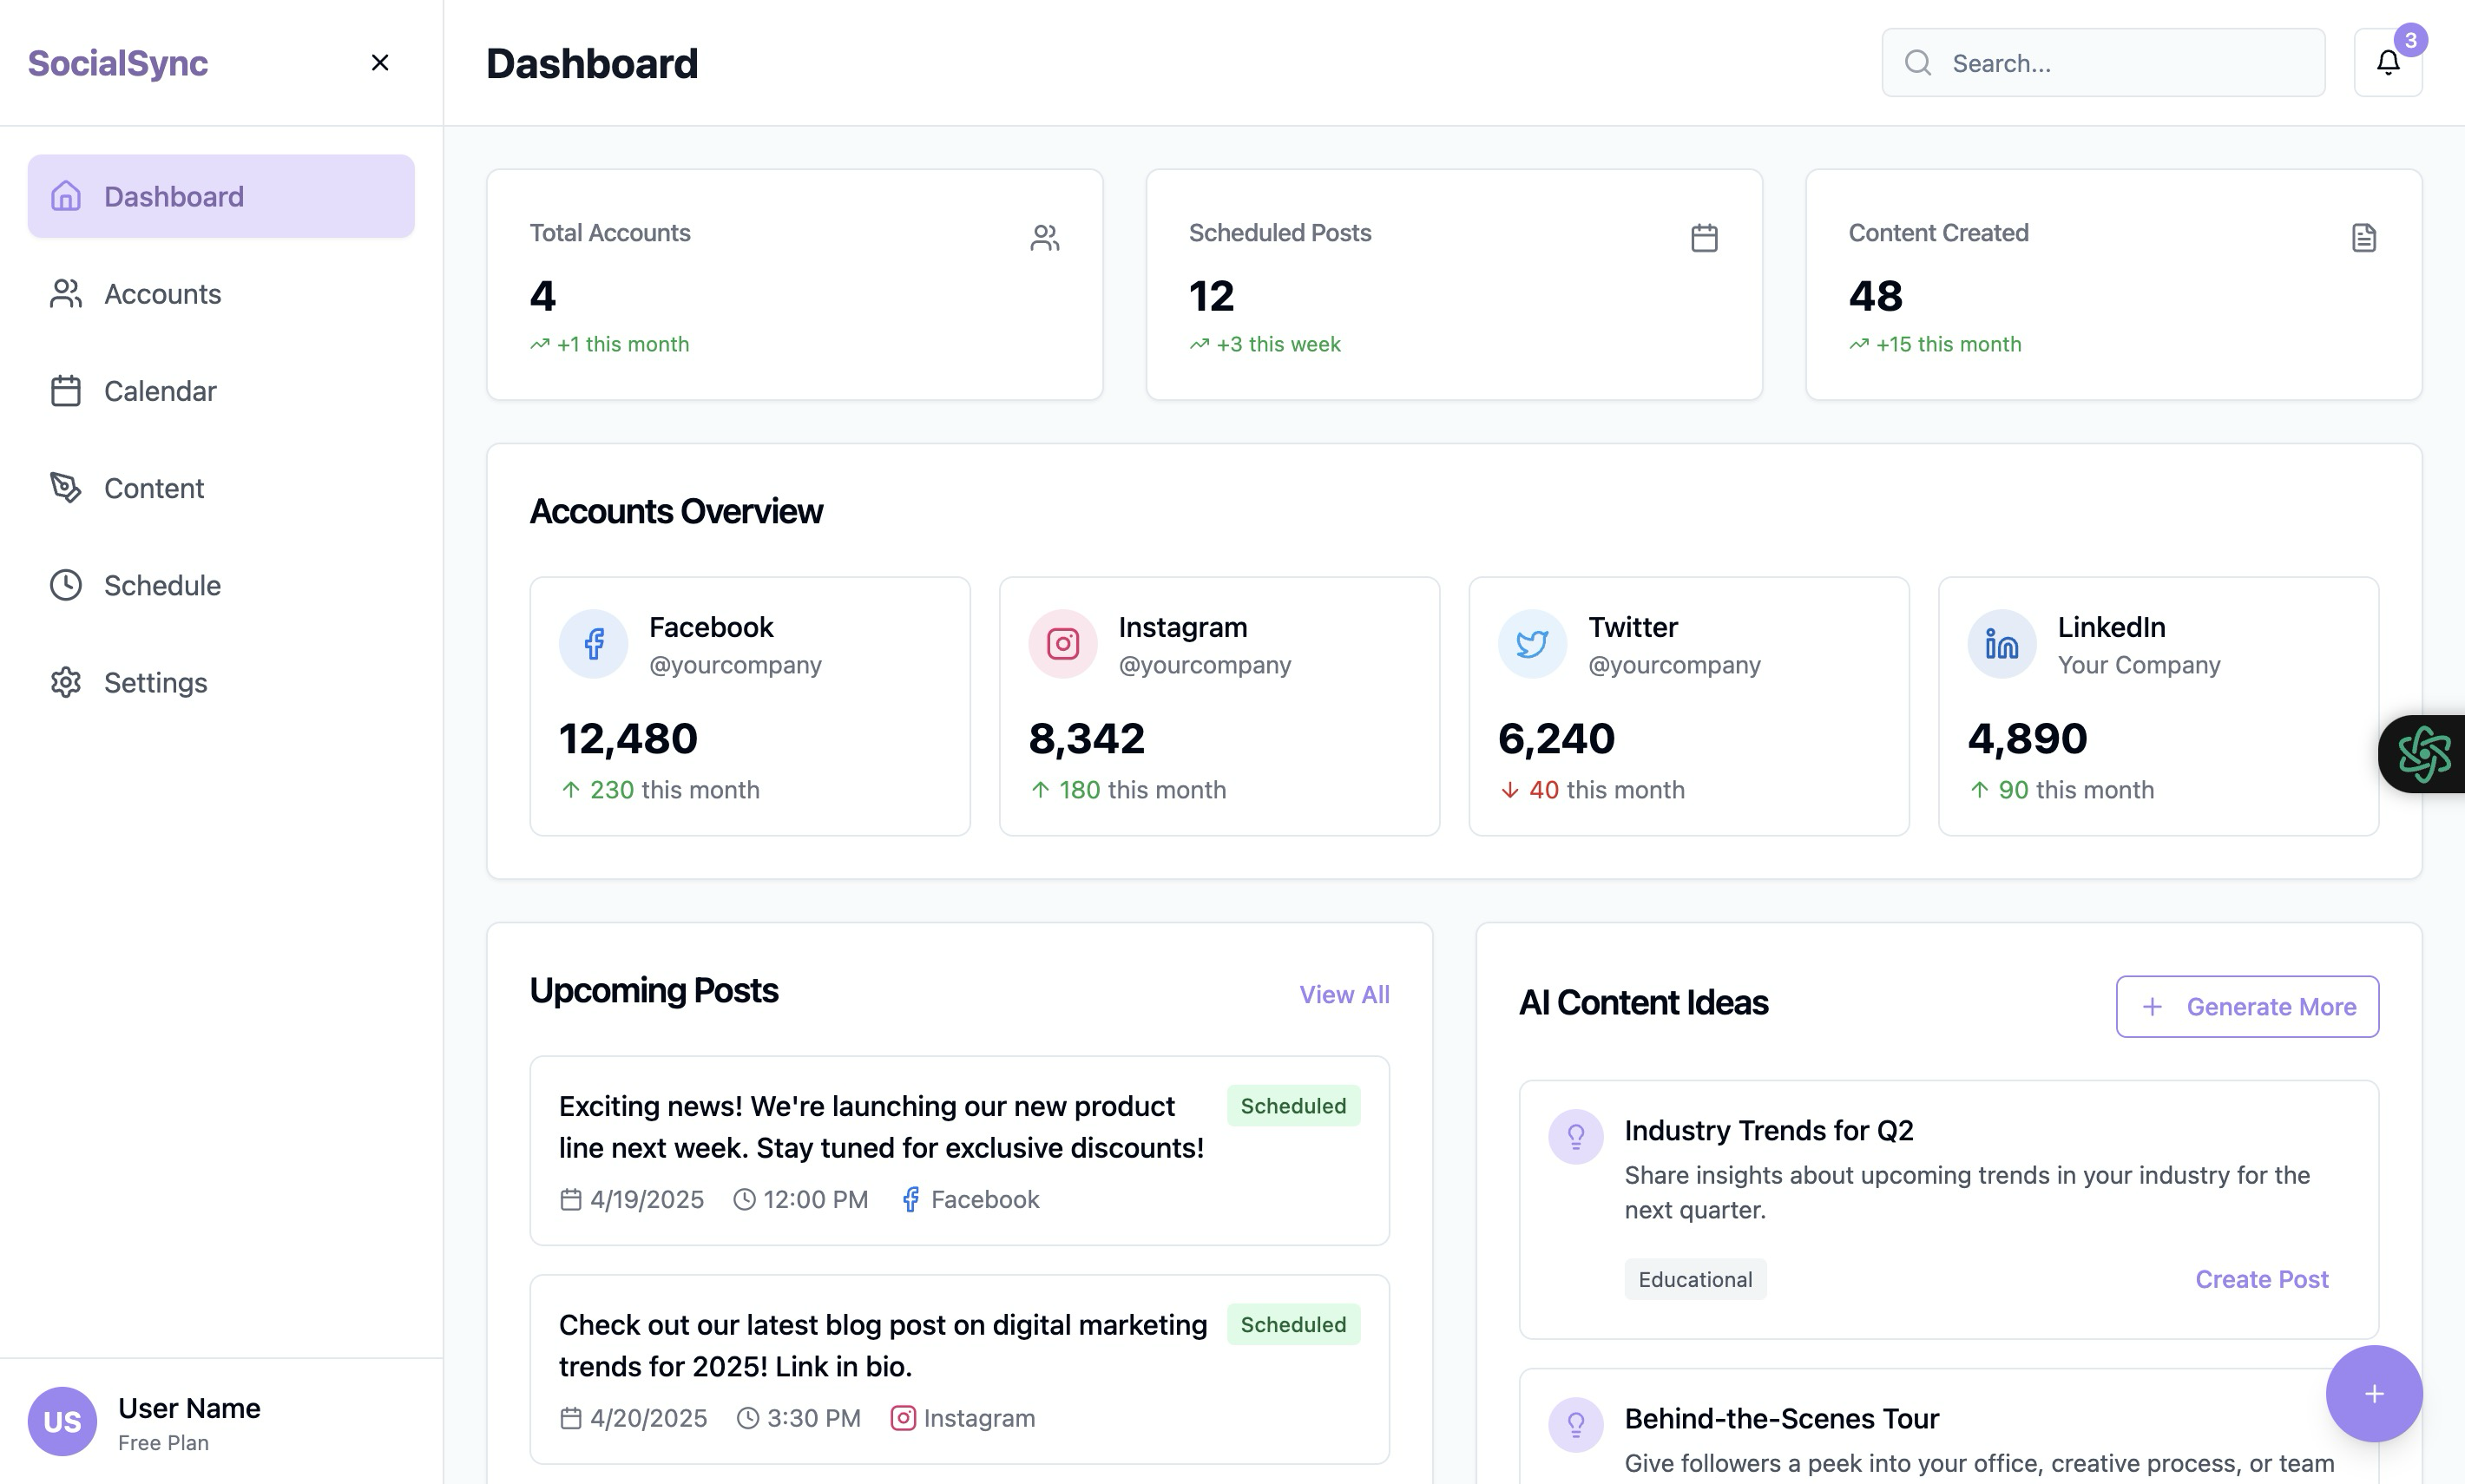 SocialSync
Dashboard
Accounts
Calendar
Content
Schedule
Settings
US
User Name
Free Plan
Dashboard
Search...
3
Total Accounts
4
+1 this month
Scheduled Posts
12
+3 this week
Content Created
48
+15 this month
Accounts Overview
Facebook
@yourcompany
12,480
230 this month
Instagram
@yourcompany
8,342
180 this month
Twitter
@yourcompany
6,240
40 this month
LinkedIn
Your Company
4,890
90 this month
Upcoming Posts
View All
Exciting news! We're launching our new product
line next week. Stay tuned for exclusive discounts!
Scheduled
4/19/2025 12:00 PM Facebook
Check out our latest blog post on digital marketing
trends for 2025! Link in bio.
Scheduled
4/20/2025 3:30 PM Instagram
AI Content Ideas
Generate More
Industry Trends for Q2
Share insights about upcoming trends in your industry for the
next quarter.
Educational
Create Post
Behind-the-Scenes Tour
Give followers a peek into your office, creative process, or team